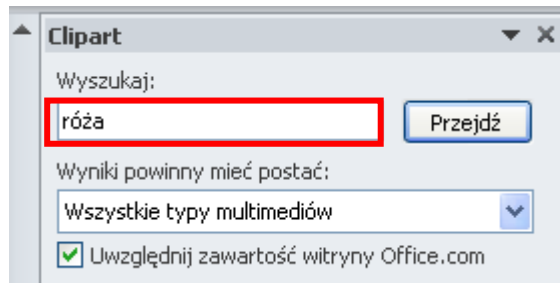 Clipart
Wyszukaj:
róża
Przejdź
Wyniki powinny mieć postać:
Wszystkie typy multimediów
Uwzględnij zawartość witryny Office.com